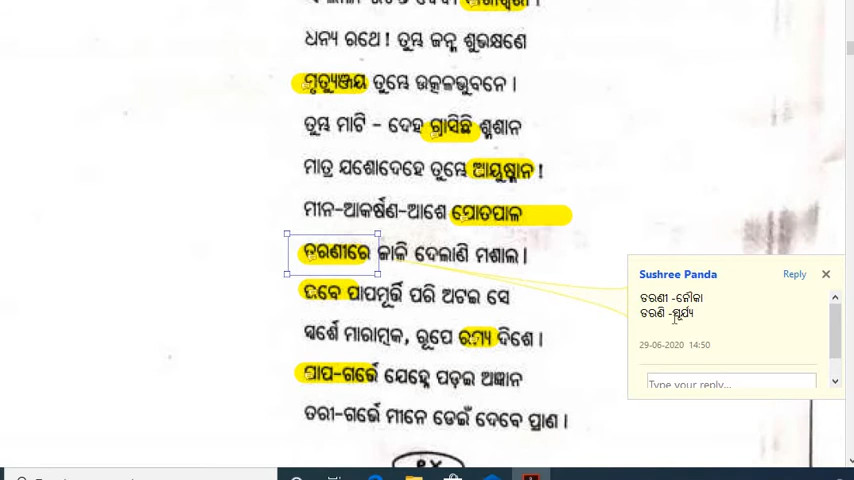 ଧନ୍ୟ ରଥେ! ତୁମ୍ଭ ଜନ୍ମ ଶୁଭକ୍ଷଣେ
ମୃତ୍ୟୁଞ୍ଜୟ ତୁମ୍ଭେ ଉତ୍କଳଭୁବନେ ।
ତୁମ୍ଭ ମାଟି - ଦେହ ଗ୍ରାସିଛି ଶ୍ମଶାନ
ମାତ୍ର ଯଶୋଦେହେ ତୁମ୍ଭେ ଆୟୁଷ୍ମାନ !
ମୀନ-ଆକର୍ଷଣ-ଆଶେ ପୋତପାଳ
ତରଣୀରେ ଜାଳି ଦେଲାଣି ମଶାଲ ।
ଭବେ ପାପମୂର୍ତ୍ତି ପରି ଅଟଇ ସେ
ସ୍ପର୍ଶେ ମାରାତ୍ମକ, ରୂପେ ରମ୍ୟ ଦିଶେ ।
ପାପ-ଗର୍ଭେ ଯେହ୍ନେ ପଡ଼ଇ ଅଜ୍ଞାନ
ତରୀ-ଗର୍ଭେ ମୀନେ ଡେଇଁ ଦେବେ ପ୍ରାଣ ।
Sushree Panda
Reply
ତରଣୀ -ନୌକା
ତରଣି -ସୂର୍ଯ୍ୟ
29-06-2020 14:50
Type your reply...